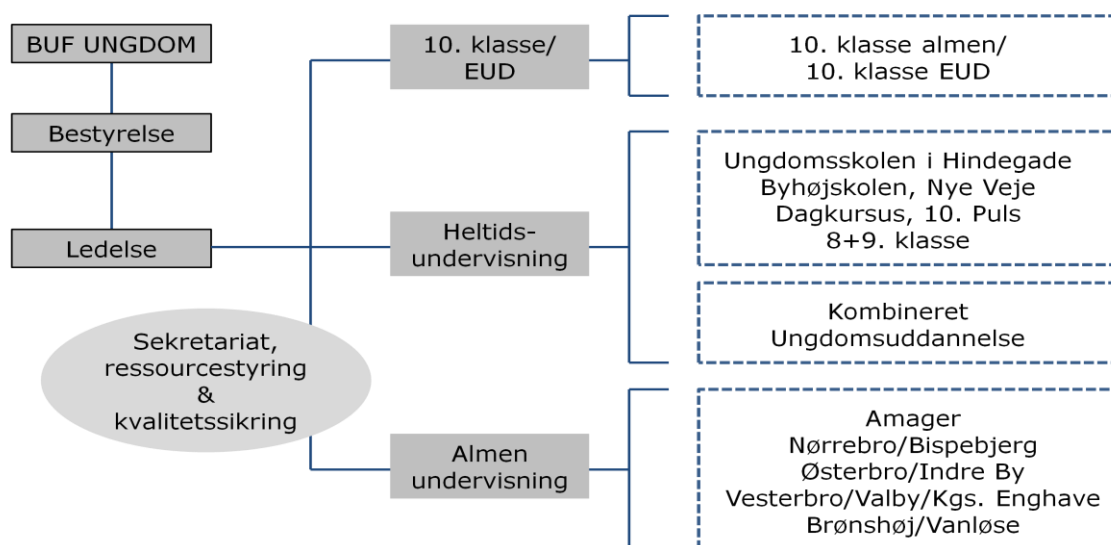 BUF UNGDOM
Bestyrelse
Ledelse
Sekretariat,
ressourcestyring
&
kvalitetssikring
10. klasse/
EUD
Heltids-
undervisning
Almen
undervisning
10. klasse almen/
10. klasse EUD
Ungdomsskolen i Hindegade
Byhøjskolen, Nye Veje
Dagkursus, 10. Puls
8+9. klasse
Kombineret
Ungdomsuddannelse
Amager
Nørrebro/Bispebjerg
Østerbro/Indre By
Vesterbro/Valby/Kgs. Enghave
Brønshøj/Vanløse